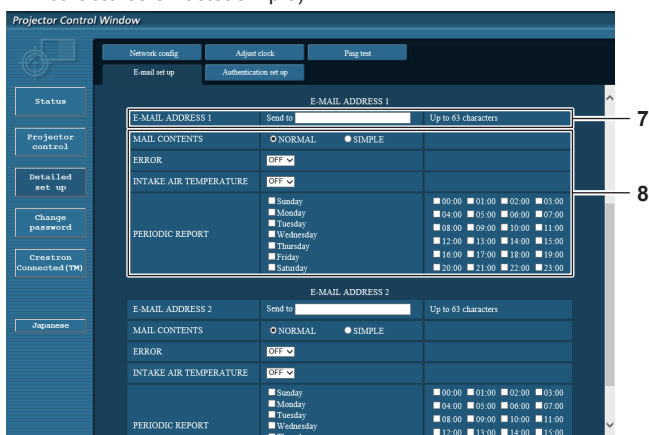 Projector Control Window
Network config Adjust clock Ping test
E-mail set up Authentication set up
Status
Projector control
Detailed set up
Change password
Crestron Connected(TM)
Japanese
E-MAIL ADDRESS 1
E-MAIL ADDRESS 1 Send to Up to 63 characters
7
MAIL CONTENTS NORMAL SIMPLE
ERROR OFF
INTAKE AIR TEMPERATURE OFF
8
PERIODIC REPORT
Sunday 00:00 01:00 02:00 03:00
Monday 04:00 05:00 06:00 07:00
Tuesday 08:00 09:00 10:00 11:00
Wednesday
Thursday 12:00 13:00 14:00 15:00
Friday 16:00 17:00 18:00 19:00
Saturday 20:00 21:00 22:00 23:00
E-MAIL ADDRESS 2
E-MAIL ADDRESS 2 Send to Up to 63 characters
MAIL CONTENTS NORMAL SIMPLE
ERROR OFF
INTAKE AIR TEMPERATURE OFF
PERIODIC REPORT
Sunday 00:00 01:00 02:00 03:00
Monday 04:00 05:00 06:00 07:00
Tuesday 08:00 09:00 10:00 11:00
Wednesday 12:00 13:00 14:00 15:00